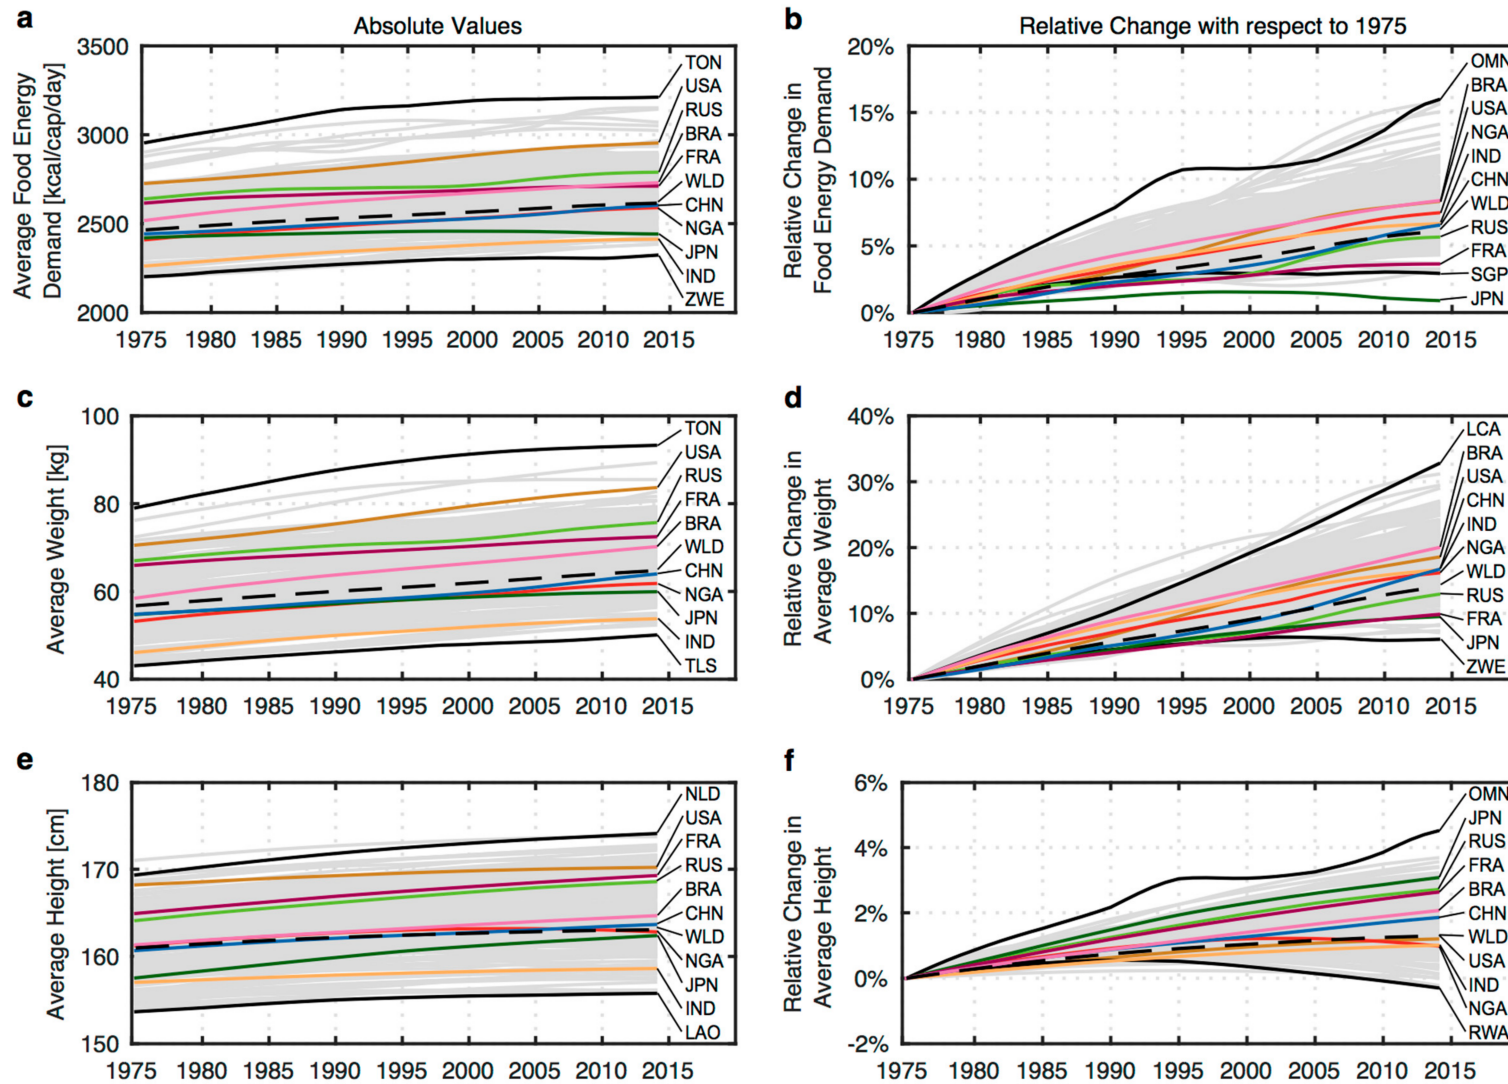 a
Absolute Values
3500
3000
2500
2000
Average Food Energy
Demand [kcal/cap/day]
TON
USA
RUS
BRA
FRA
WLD
CHN
NGA
JPN
IND
ZWE
1975 1980 1985 1990 1995 2000 2005 2010 2015
b
Relative Change with respect to 1975
20%
15%
10%
5%
0%
Relative Change in
Food Energy Demand
OMN
BRA
USA
NGA
IND
CHN
WLD
RUS
FRA
SGP
JPN
1975 1980 1985 1990 1995 2000 2005 2010 2015
c
100
80
60
40
Average Weight [kg]
TON
USA
RUS
FRA
BRA
WLD
CHN
NGA
JPN
IND
TLS
1975 1980 1985 1990 1995 2000 2005 2010 2015
d
40%
30%
20%
10%
0%
Relative Change in
Average Weight
LCA
BRA
USA
CHN
IND
NGA
WLD
RUS
FRA
JPN
ZWE
1975 1980 1985 1990 1995 2000 2005 2010 2015
e
180
170
160
150
Average Height [cm]
NLD
USA
FRA
RUS
BRA
CHN
WLD
NGA
JPN
IND
LAO
1975 1980 1985 1990 1995 2000 2005 2010 2015
f
6%
4%
2%
0%
-2%
Relative Change in
Average Height
OMN
JPN
RUS
FRA
BRA
CHN
WLD
USA
IND
NGA
RWA
1975 1980 1985 1990 1995 2000 2005 2010 2015